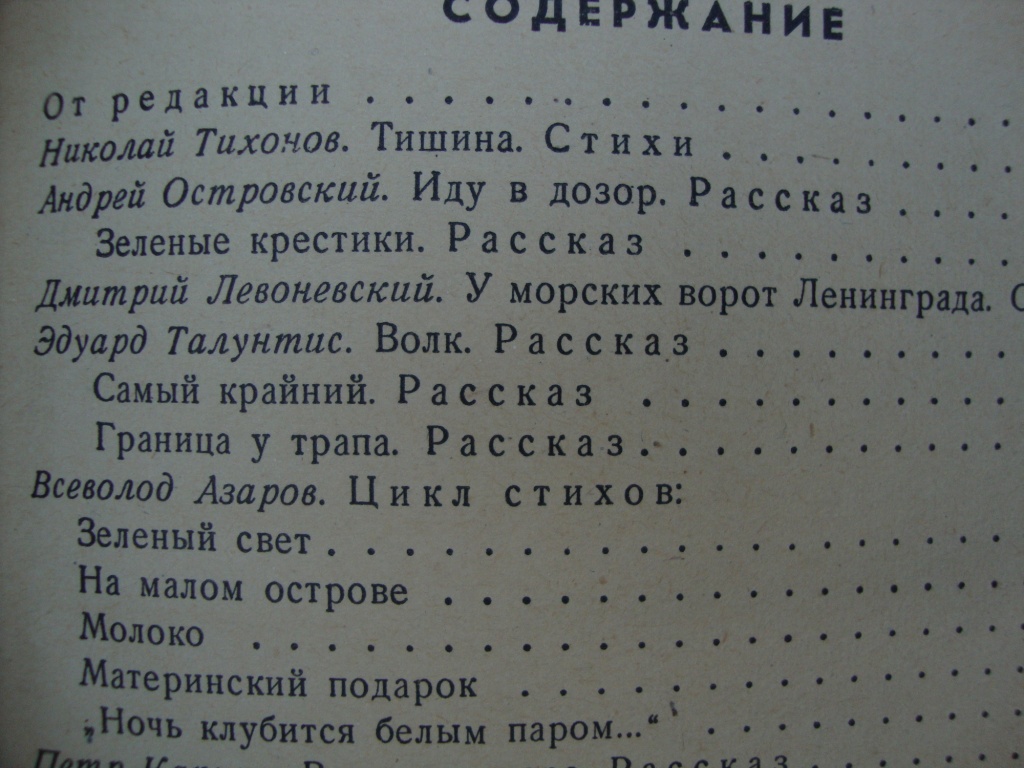 СОДЕРЖАНИЕ
От редакции
Николай Тихонов. Тишина. Стихи
Андрей Островский. Иду в дозор. Рассказ
Зеленые крестики. Рассказ
Дмитрий Левоневский. У морских ворот Ленинграда.
Эдуард Талунтис. Волк. Рассказ
Самый крайний. Рассказ
Граница у трапа. Рассказ
Всеволод Азаров. Цикл стихов:
Зеленый свет
На малом острове
Молоко
Материнский подарок
„Ночь клубится белым паром...“
Петр Рассказ